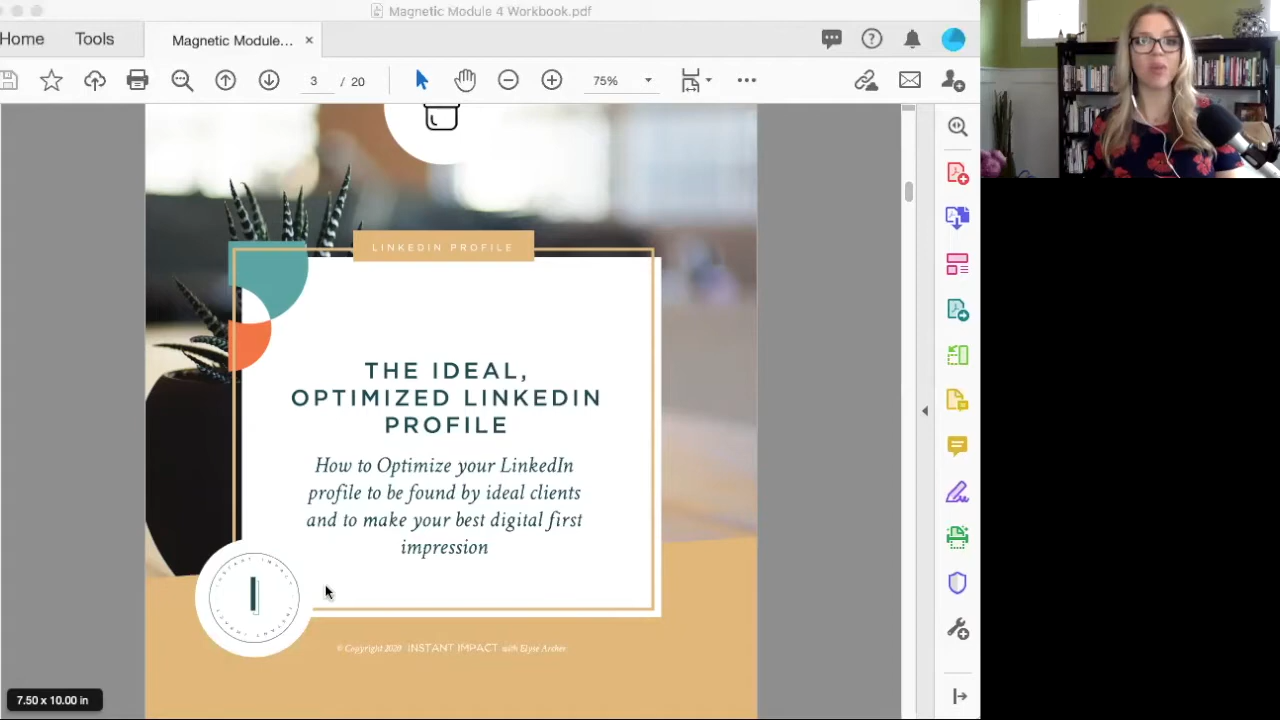 Magnetic Module 4 Workbook.pdf
Home
Tools
Magnetic Module...
3 / 20
75%
LINKEDIN PROFILE
THE IDEAL,
OPTIMIZED LINKEDIN
PROFILE
How to Optimize your LinkedIn
profile to be found by ideal clients
and to make your best digital first
impression
INSTANT IMPACT
© Copyright 2020 INSTANT IMPACT with Elyse Archer
7.50 x 10.00 in